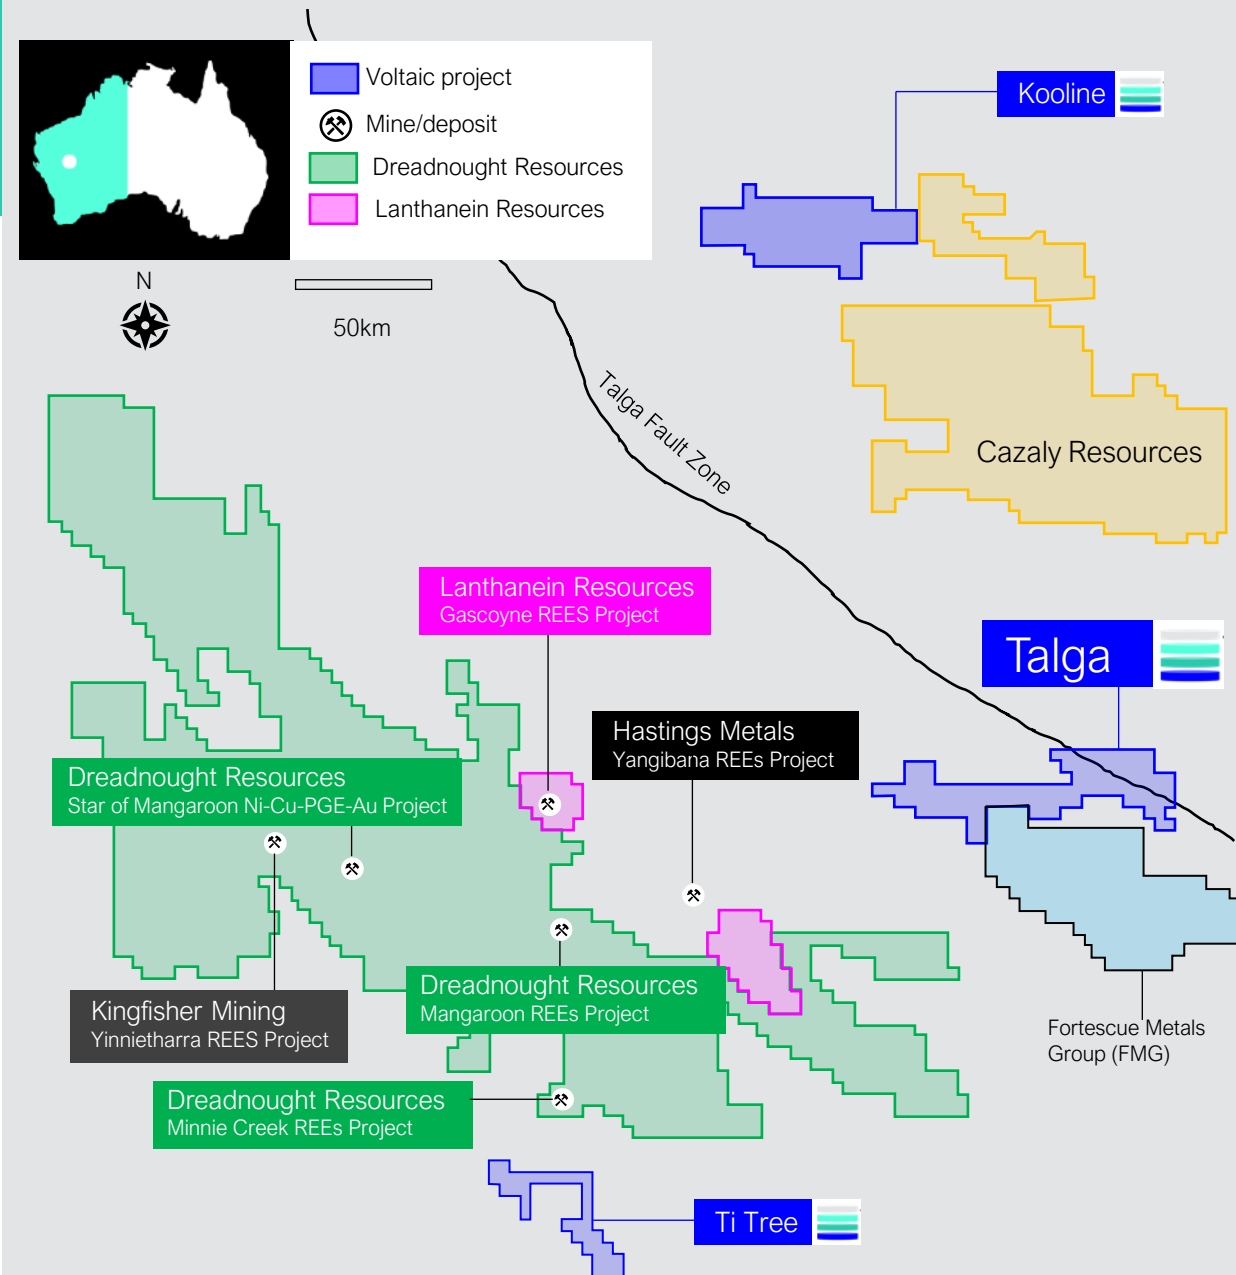 Voltaic project
Mine/deposit
Dreadnought Resources
Lanthanein Resources
Kooline
N
50km
Talga Fault Zone
Cazaly Resources
Lanthanein Resources
Gascoyne REES Project
Talga
Hastings Metals
Yangibana REEs Project
Dreadnought Resources
Star of Mangaroon Ni-Cu-PGE-Au Project
Dreadnought Resources
Mangaroon REEs Project
Kingfisher Mining
Yinnietharra REES Project
Fortescue Metals
Group (FMG)
Dreadnought Resources
Minnie Creek REEs Project
Ti Tree